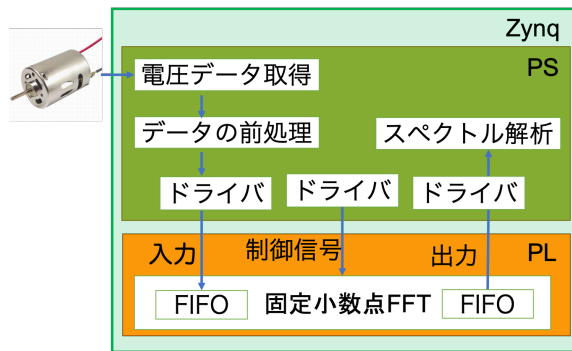 Zynq
PS
電圧データ取得
データの前処理
スペクトル解析
ドライバ
ドライバ
ドライバ
入力
制御信号
出力
PL
FIFO
固定小数点FFT
FIFO